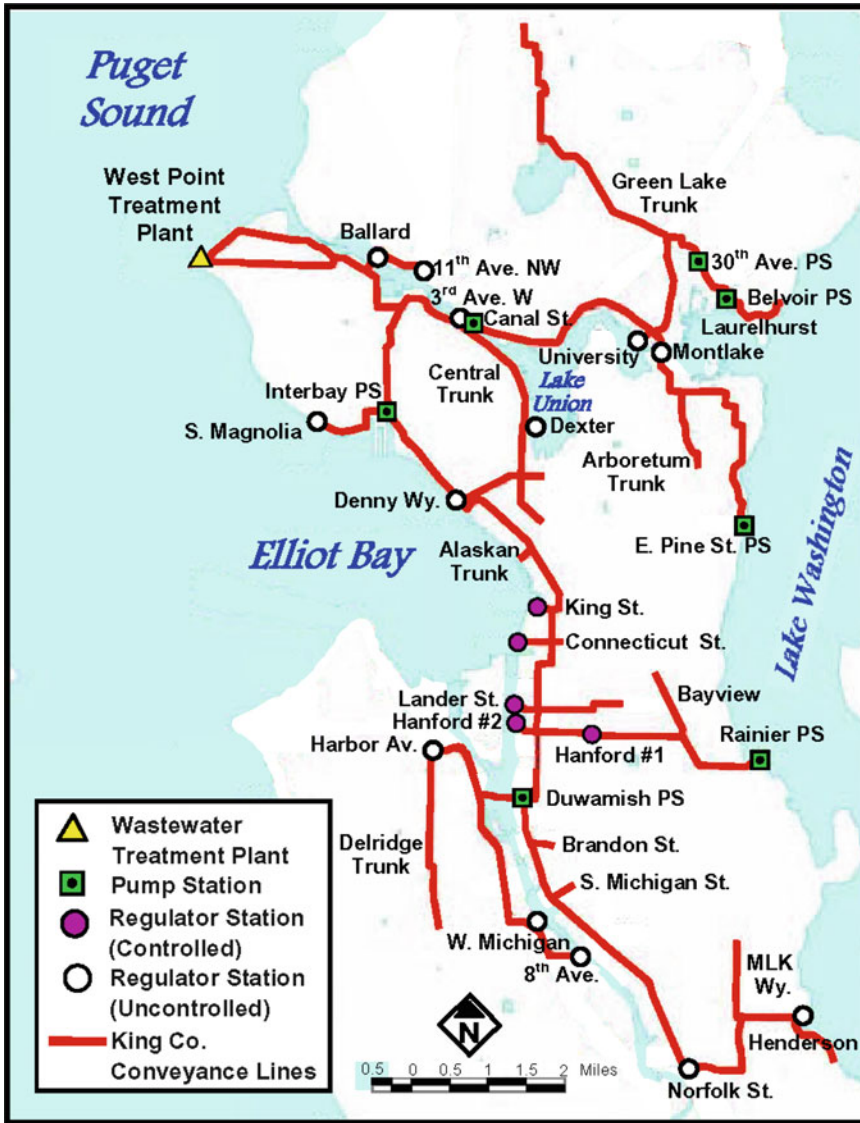 Puget
Sound
West Point
Treatment
Plant
Ballard
11th Ave. NW
3rd Ave. W
Canal St.
Green Lake
Trunk
30th Ave. PS
Belvoir PS
Laurelhurst
University
Montlake
Central
Trunk
Lake
Union
Interbay PS
S. Magnolia
Dexter
Arboretum
Trunk
Denny Wy.
E. Pine St. PS
Elliot Bay
Alaskan
Trunk
Lake Washington
King St.
Connecticut St.
Lander St.
Bayview
Hanford #2
Rainier PS
Harbor Av.
Hanford #1
Duwamish PS
Delridge
Trunk
Brandon St.
S. Michigan St.
W. Michigan
8th Ave.
MLK
Wy.
Henderson
Norfolk St.
Wastewater
Treatment Plant
Pump Station
Regulator Station
(Controlled)
Regulator Station
(Uncontrolled)
King Co.
Conveyance Lines
N
0.5 0 0.5 1 1.5 2 Miles